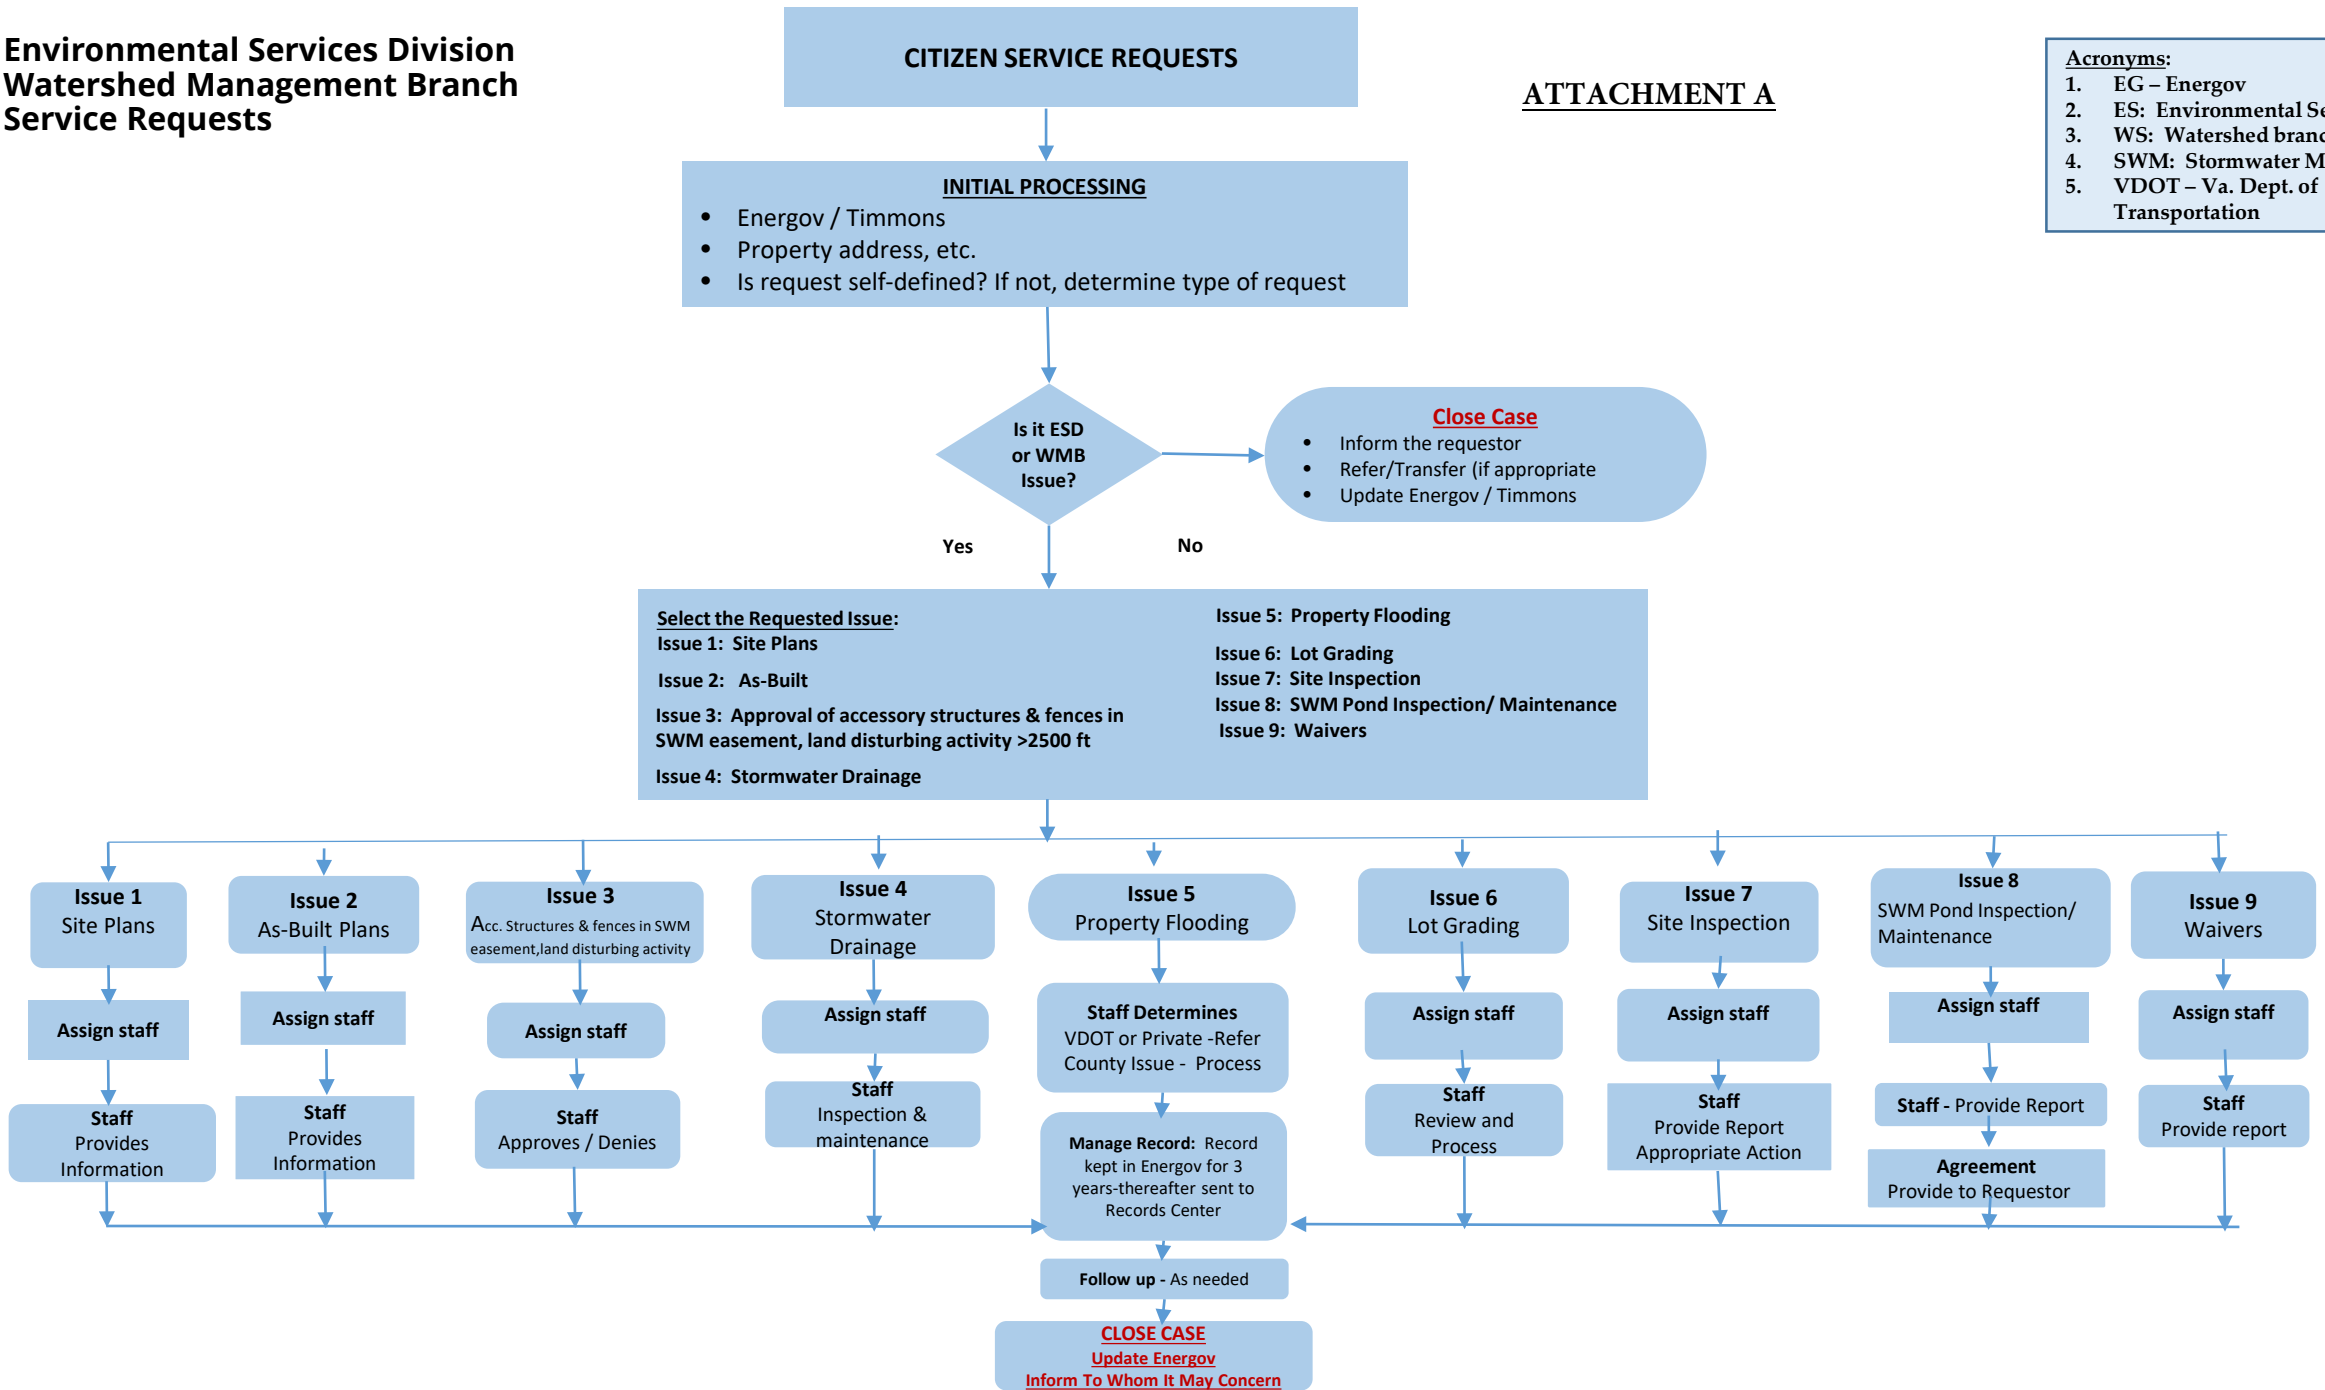 Environmental Services Division
Watershed Management Branch
Service Requests
CITIZEN SERVICE REQUESTS
ATTACHMENT A
Acronyms:
1. EG – Energov
2. ES: Environmental Se
3. WS: Watershed branc
4. SWM: Stormwater M
5. VDOT – Va. Dept. of
Transportation
INITIAL PROCESSING
• Energov / Timmons
• Property address, etc.
• Is request self-defined? If not, determine type of request
Is it ESD
or WMB
Issue?
Close Case
• Inform the requestor
• Refer/Transfer (if appropriate
• Update Energov / Timmons
Yes
No
Select the Requested Issue:
Issue 1: Site Plans
Issue 2: As-Built
Issue 3: Approval of accessory structures & fences in
SWM easement, land disturbing activity >2500 ft
Issue 4: Stormwater Drainage
Issue 5: Property Flooding
Issue 6: Lot Grading
Issue 7: Site Inspection
Issue 8: SWM Pond Inspection/ Maintenance
Issue 9: Waivers
Issue 1
Site Plans
Assign staff
Staff
Provides
Information
Issue 2
As-Built Plans
Assign staff
Staff
Provides
Information
Issue 3
Acc. Structures & fences in SWM
easement,land disturbing activity
Assign staff
Staff
Approves / Denies
Issue 4
Stormwater
Drainage
Assign staff
Staff
Inspection &
maintenance
Issue 5
Property Flooding
Staff Determines
VDOT or Private -Refer
County Issue - Process
Manage Record: Record
kept in Energov for 3
years-thereafter sent to
Records Center
Follow up - As needed
CLOSE CASE
Update Energov
Inform To Whom It May Concern
Issue 6
Lot Grading
Assign staff
Staff
Review and
Process
Issue 7
Site Inspection
Assign staff
Staff
Provide Report
Appropriate Action
Issue 8
SWM Pond Inspection/
Maintenance
Assign staff
Staff - Provide Report
Agreement
Provide to Requestor
Issue 9
Waivers
Assign staff
Staff
Provide report